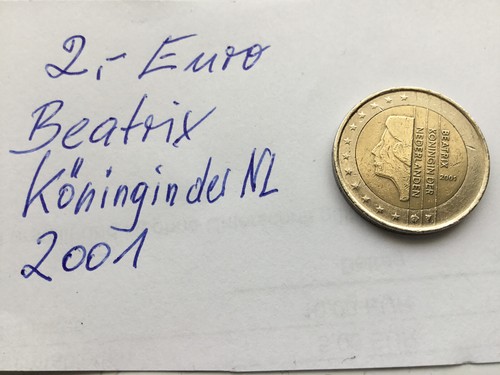 2,- Euro
Beatrix
Königin der NL
2001
BEATRIX
KONINGIN DER
NEDERLANDEN
2001